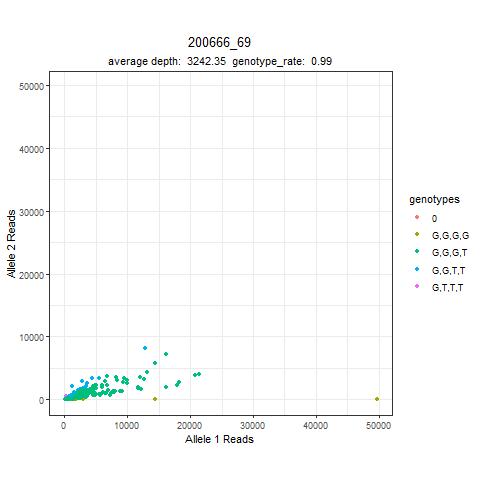 200666_69
average depth:  3242.35  genotype_rate:  0.99
50000
40000
30000
20000
10000
0
Allele 2 Reads
0
10000
20000
30000
40000
50000
Allele 1 Reads
genotypes
0
G,G,G,G
G,G,G,T
G,G,T,T
G,T,T,T